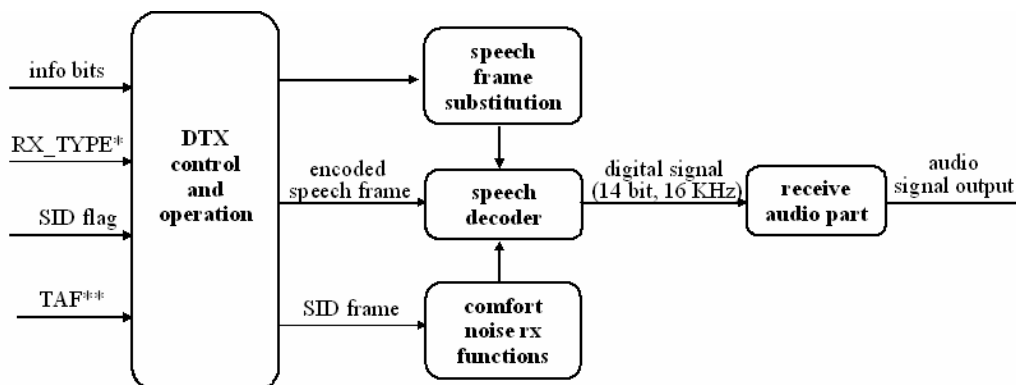 info bits
RX_TYPE*
SID flag
TAF**
DTX
control
and
operation
speech
frame
substitution
encoded
speech frame
speech
decoder
digital signal
(14 bit, 16 KHz)
receive
audio part
audio
signal output
SID frame
comfort
noise rx
functions